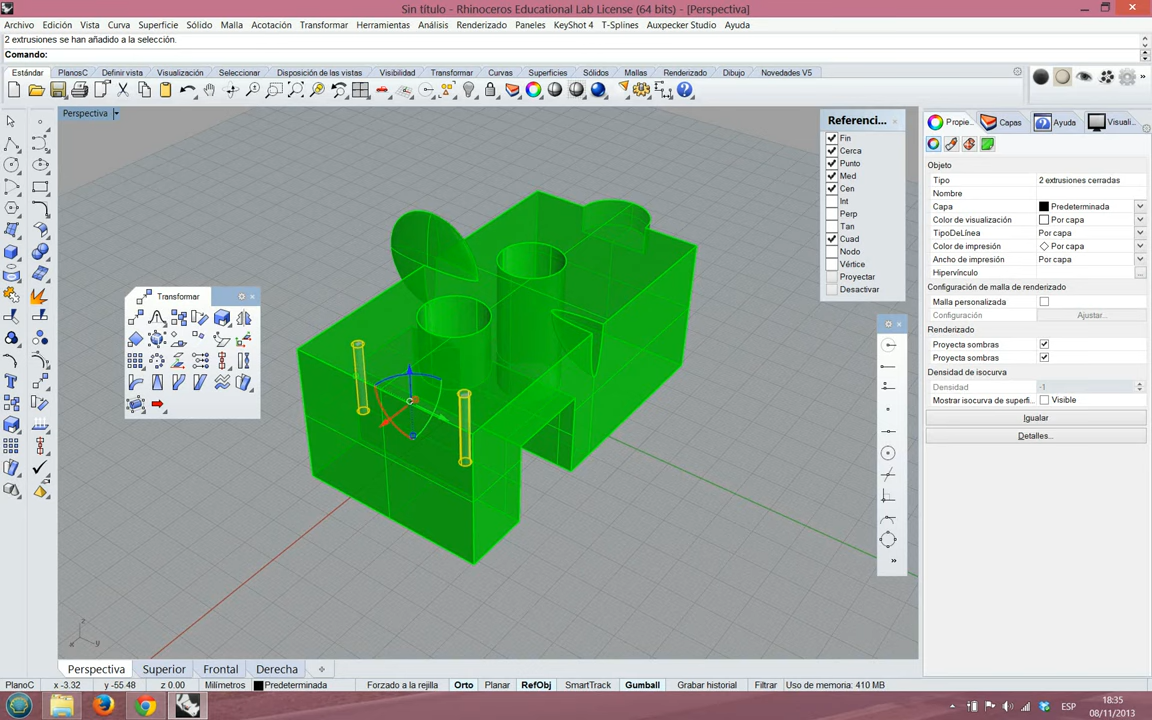 Sin título - Rhinoceros Educational Lab License (64 bits) - [Perspectiva]
Archivo Edición Vista Curva Superficie Sólido Malla Acotación Transformar Herramientas Análisis Renderizado Paneles KeyShot 4 T-Splines Auxpecker Studio Ayuda
2 extrusiones se han añadido a la selección.
Comando:
Estándar PlanosC Definir vista Visualización Seleccionar Disposición de las vistas Visibilidad Transformar Curvas Superficies Sólidos Mallas Renderizado Dibujo Novedades V5
Perspectiva
Referenci...
Fin
Cerca
Punto
Med
Cen
Int
Perp
Tan
Cuad
Nodo
Vértice
Proyectar
Desactivar
Transformar
Propie... Capas Ayuda Visuali...
Objeto
Tipo 2 extrusiones cerradas
Nombre
Capa Predeterminada
Color de visualización Por capa
TipoDeLínea Por capa
Color de impresión Por capa
Ancho de impresión Por capa
Hipervínculo ...
Configuración de malla de renderizado
Malla personalizada
Configuración Ajustar...
Renderizado
Proyecta sombras
Proyecta sombras
Densidad de isocurva
Densidad -1
Mostrar isocurva de superfi... Visible
Igualar
Detalles...
z
x y
Perspectiva Superior Frontal Derecha
PlanoC x -3.32 y -55.48 z 0.00 Milímetros Predeterminada Forzado a la rejilla Orto Planar RefObj SmartTrack Gumball Grabar historial Filtrar Uso de memoria: 410 MB
ESP
18:35
08/11/2013